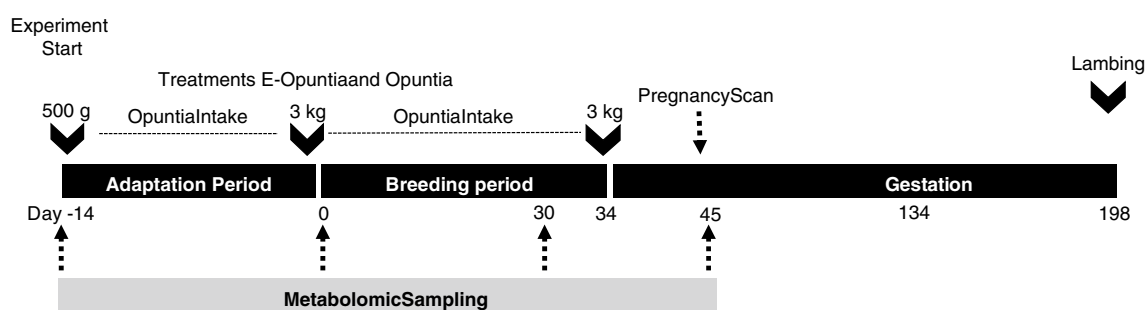 Experiment
Start
Treatments E-Opuntiaand Opuntia
Lambing
500 g OpuntiaIntake 3 kg OpuntiaIntake 3 kg PregnancyScan
Adaptation Period Breeding period Gestation
Day -14 0 30 34 45 134 198
MetabolomicSampling